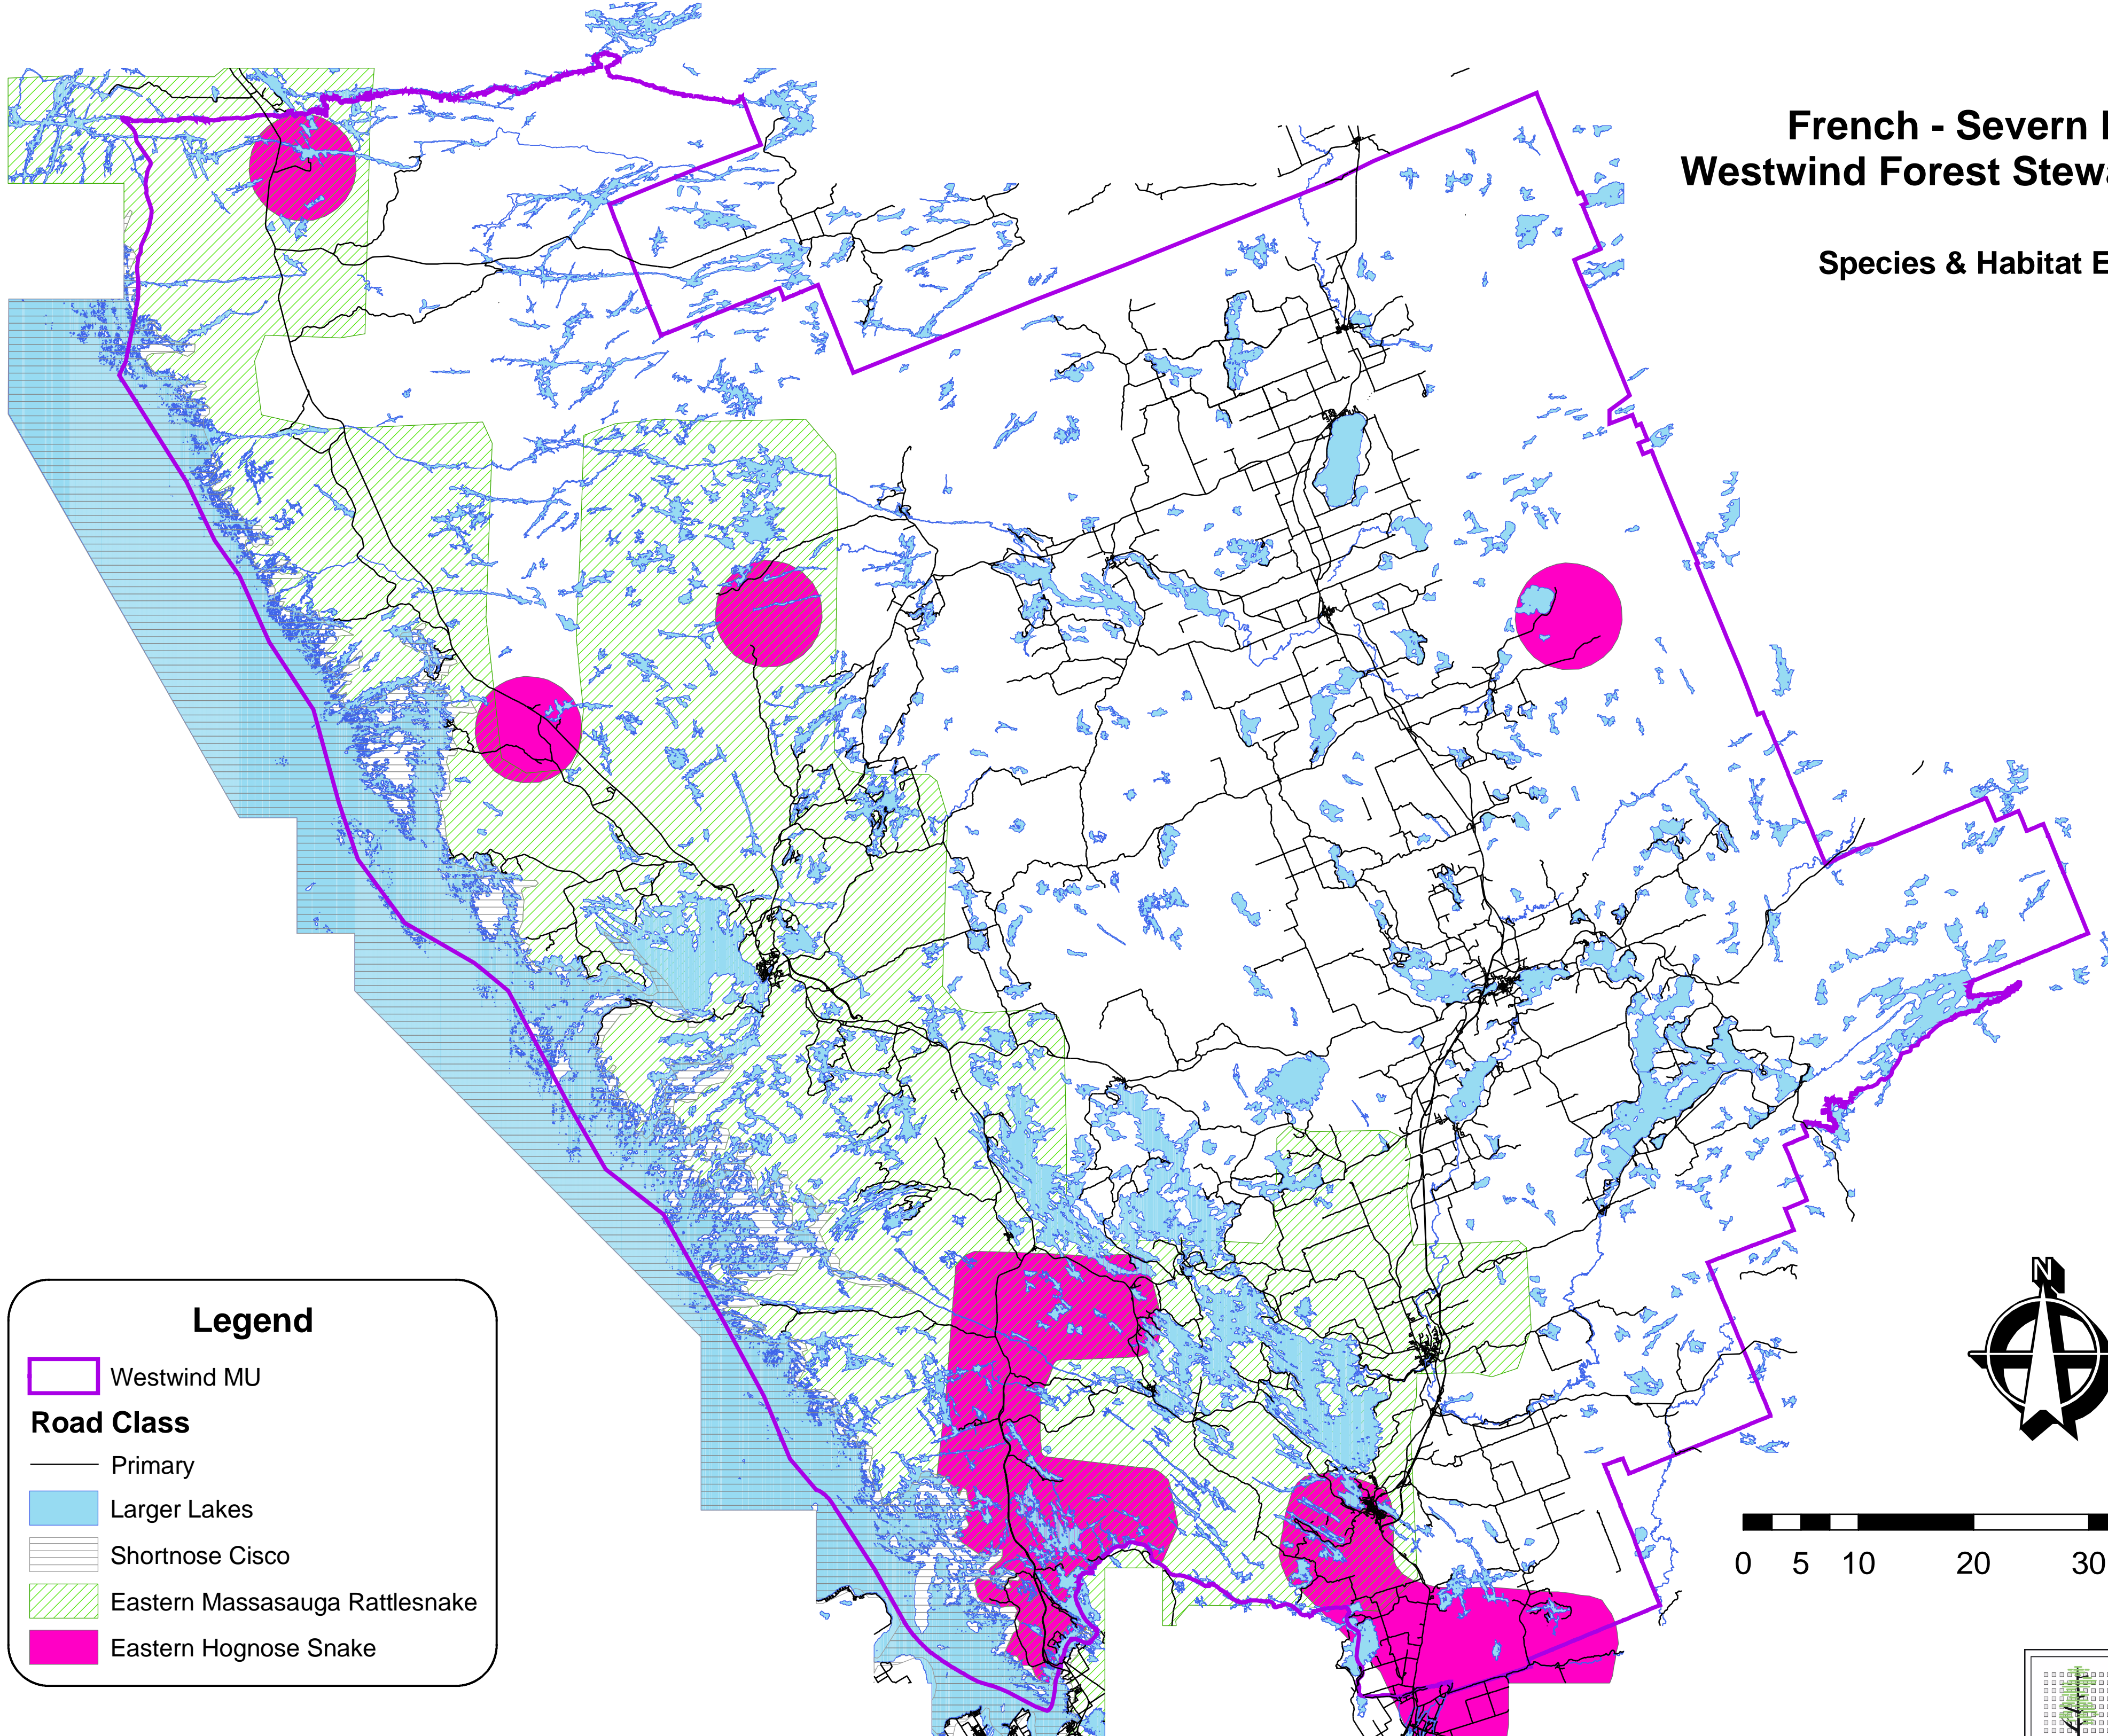 French - Severn
Westwind Forest
Species & Habitat
Legend
Westwind MU
Road Class
Primary
Larger Lakes
Shortnose Cisco
Eastern Massasauga Rattlesnake
Eastern Hognose Snake
N
0 5 10 20 30